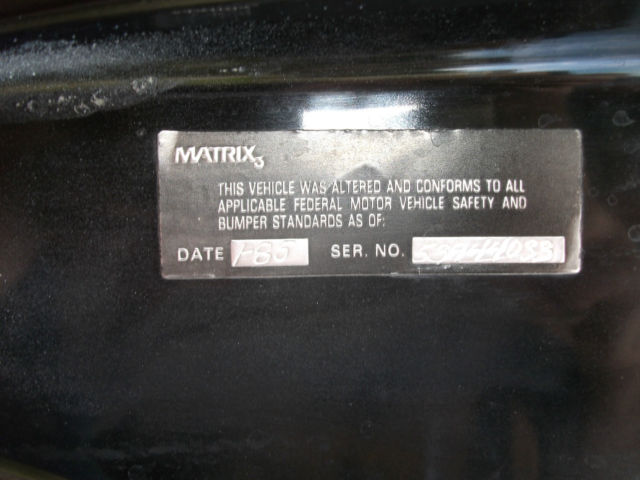 MATRIX3
THIS VEHICLE WAS ALTERED AND CONFORMS TO ALL
APPLICABLE FEDERAL MOTOR VEHICLE SAFETY AND
BUMPER STANDARDS AS OF:
DATE 1-85 SER. NO.